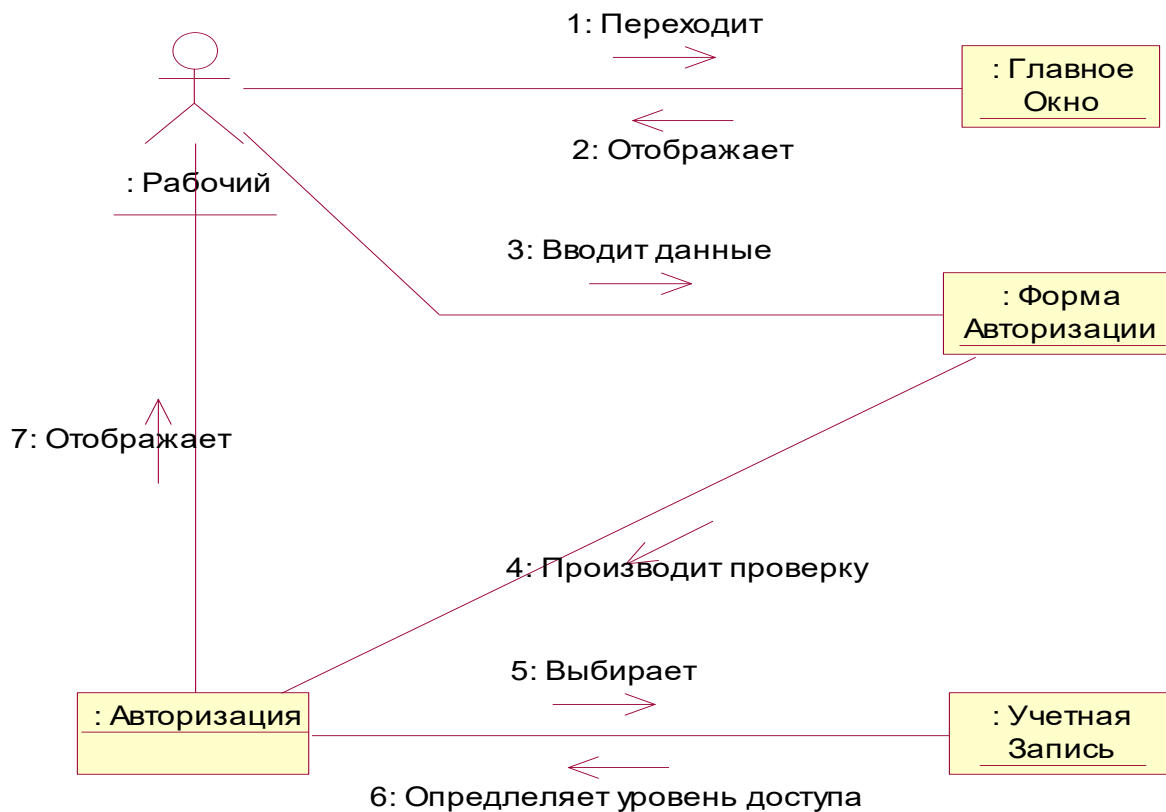 1: Переходит
: Главное
Окно
2: Отображает
: Рабочий
3: Вводит данные
: Форма
Авторизации
7: Отображает
4: Производит проверку
5: Выбирает
: Авторизация
: Учетная
Запись
6: Опредлеляет уровень доступа